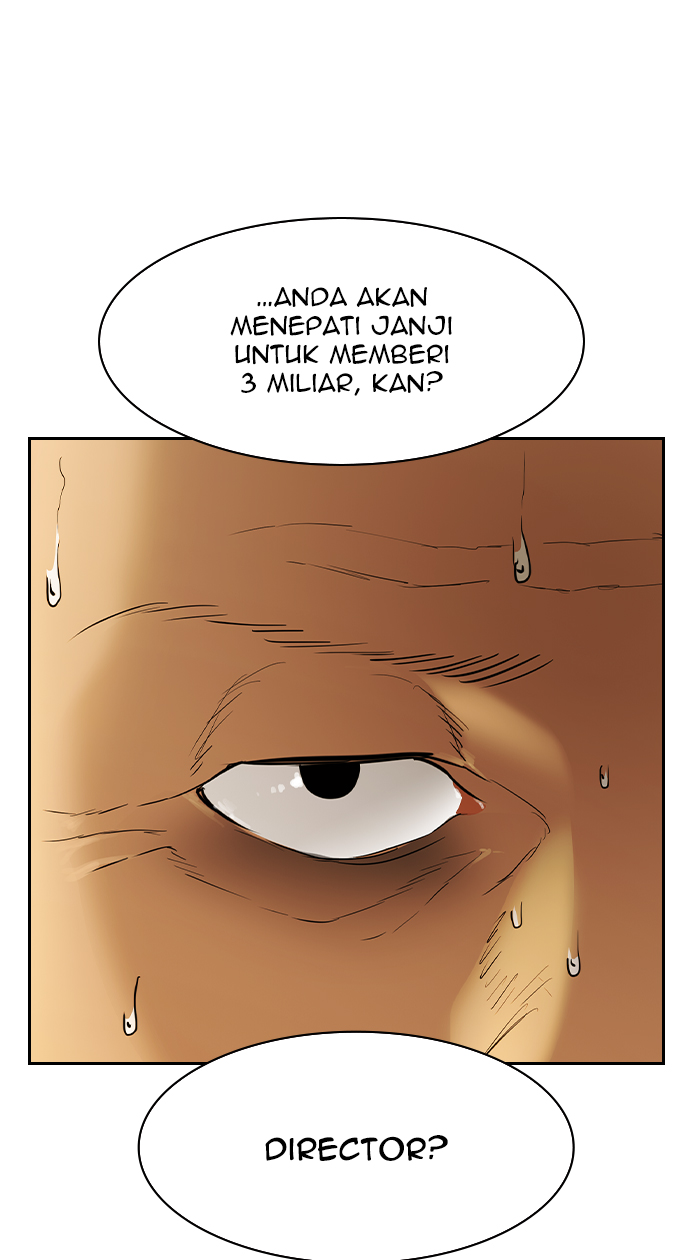 ...ANDA AKAN
MENEPATI JANJI
UNTUK MEMBERI
3 MILIAR, KAN?
DIRECTOR?